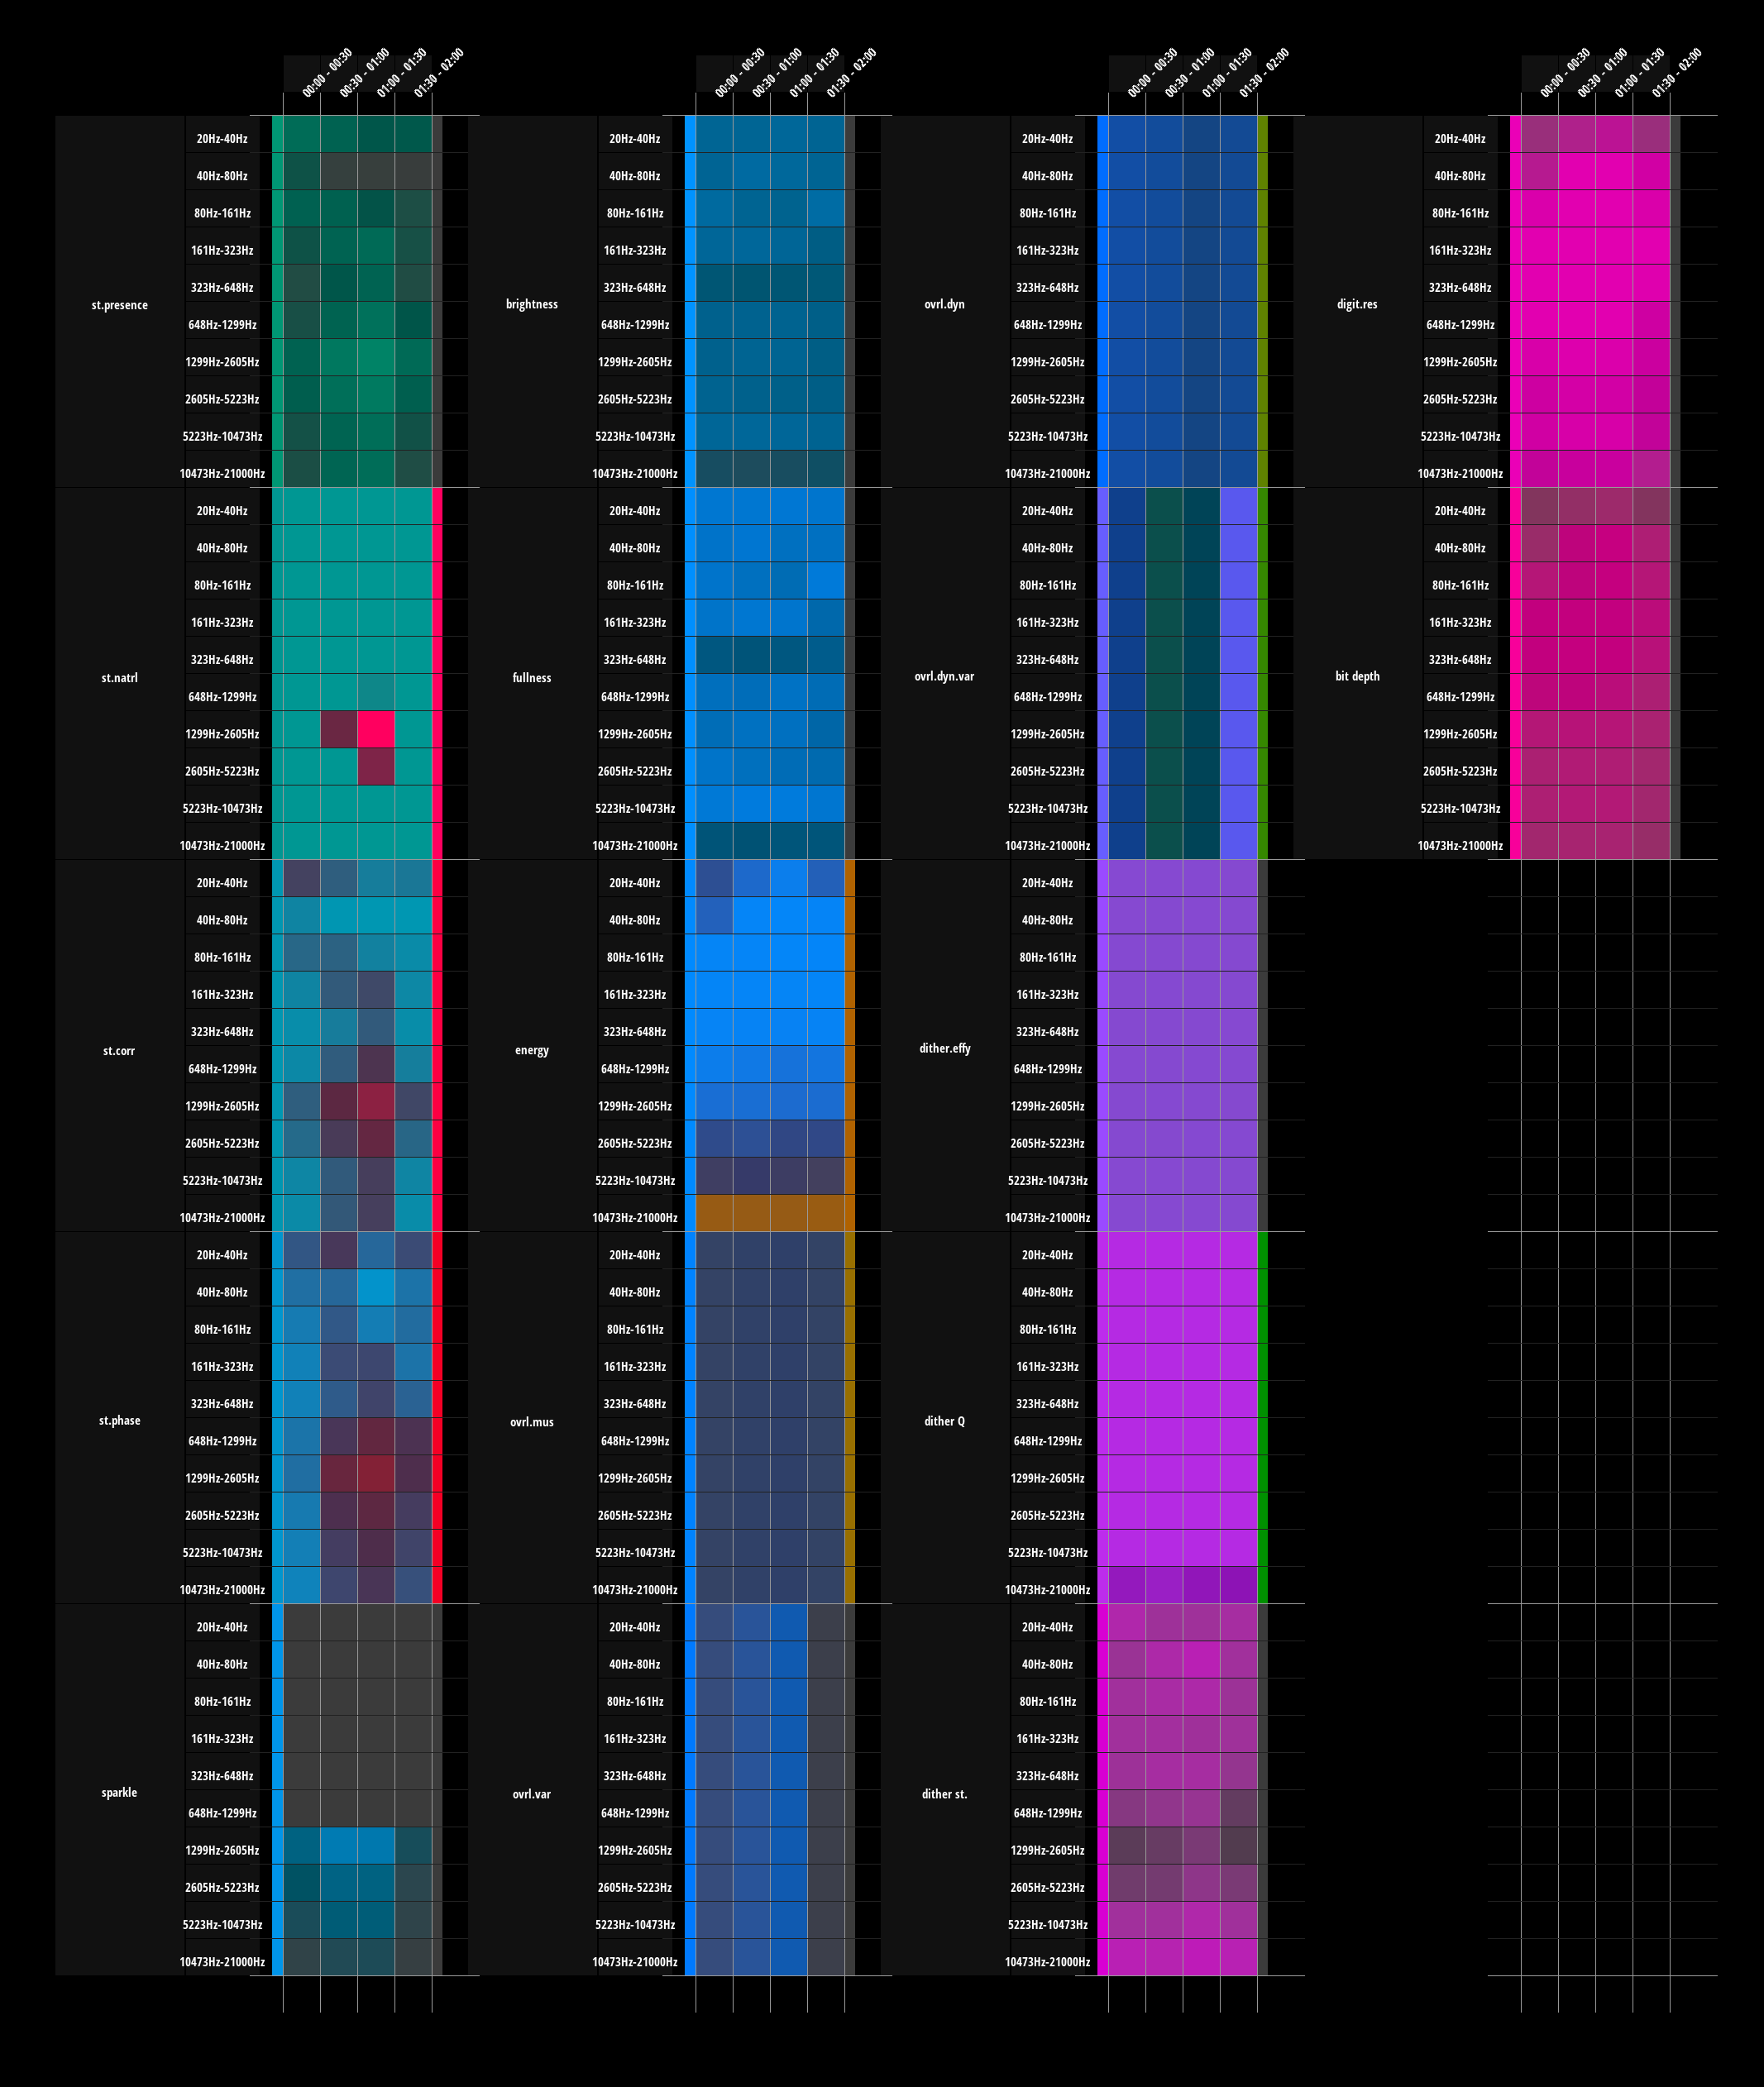 00:00 - 00:30
00:30 - 01:00
01:00 - 01:30
01:30 - 02:00
st.presence
20Hz-40Hz
40Hz-80Hz
80Hz-161Hz
161Hz-323Hz
323Hz-648Hz
648Hz-1299Hz
1299Hz-2605Hz
2605Hz-5223Hz
5223Hz-10473Hz
10473Hz-21000Hz
st.natrl
20Hz-40Hz
40Hz-80Hz
80Hz-161Hz
161Hz-323Hz
323Hz-648Hz
648Hz-1299Hz
1299Hz-2605Hz
2605Hz-5223Hz
5223Hz-10473Hz
10473Hz-21000Hz
st.corr
20Hz-40Hz
40Hz-80Hz
80Hz-161Hz
161Hz-323Hz
323Hz-648Hz
648Hz-1299Hz
1299Hz-2605Hz
2605Hz-5223Hz
5223Hz-10473Hz
10473Hz-21000Hz
st.phase
20Hz-40Hz
40Hz-80Hz
80Hz-161Hz
161Hz-323Hz
323Hz-648Hz
648Hz-1299Hz
1299Hz-2605Hz
2605Hz-5223Hz
5223Hz-10473Hz
10473Hz-21000Hz
sparkle
20Hz-40Hz
40Hz-80Hz
80Hz-161Hz
161Hz-323Hz
323Hz-648Hz
648Hz-1299Hz
1299Hz-2605Hz
2605Hz-5223Hz
5223Hz-10473Hz
10473Hz-21000Hz
00:00 - 00:30
00:30 - 01:00
01:00 - 01:30
01:30 - 02:00
brightness
20Hz-40Hz
40Hz-80Hz
80Hz-161Hz
161Hz-323Hz
323Hz-648Hz
648Hz-1299Hz
1299Hz-2605Hz
2605Hz-5223Hz
5223Hz-10473Hz
10473Hz-21000Hz
fullness
20Hz-40Hz
40Hz-80Hz
80Hz-161Hz
161Hz-323Hz
323Hz-648Hz
648Hz-1299Hz
1299Hz-2605Hz
2605Hz-5223Hz
5223Hz-10473Hz
10473Hz-21000Hz
energy
20Hz-40Hz
40Hz-80Hz
80Hz-161Hz
161Hz-323Hz
323Hz-648Hz
648Hz-1299Hz
1299Hz-2605Hz
2605Hz-5223Hz
5223Hz-10473Hz
10473Hz-21000Hz
ovrl.mus
20Hz-40Hz
40Hz-80Hz
80Hz-161Hz
161Hz-323Hz
323Hz-648Hz
648Hz-1299Hz
1299Hz-2605Hz
2605Hz-5223Hz
5223Hz-10473Hz
10473Hz-21000Hz
ovrl.var
20Hz-40Hz
40Hz-80Hz
80Hz-161Hz
161Hz-323Hz
323Hz-648Hz
648Hz-1299Hz
1299Hz-2605Hz
2605Hz-5223Hz
5223Hz-10473Hz
10473Hz-21000Hz
00:00 - 00:30
00:30 - 01:00
01:00 - 01:30
01:30 - 02:00
ovrl.dyn
20Hz-40Hz
40Hz-80Hz
80Hz-161Hz
161Hz-323Hz
323Hz-648Hz
648Hz-1299Hz
1299Hz-2605Hz
2605Hz-5223Hz
5223Hz-10473Hz
10473Hz-21000Hz
ovrl.dyn.var
20Hz-40Hz
40Hz-80Hz
80Hz-161Hz
161Hz-323Hz
323Hz-648Hz
648Hz-1299Hz
1299Hz-2605Hz
2605Hz-5223Hz
5223Hz-10473Hz
10473Hz-21000Hz
dither.effy
20Hz-40Hz
40Hz-80Hz
80Hz-161Hz
161Hz-323Hz
323Hz-648Hz
648Hz-1299Hz
1299Hz-2605Hz
2605Hz-5223Hz
5223Hz-10473Hz
10473Hz-21000Hz
dither Q
20Hz-40Hz
40Hz-80Hz
80Hz-161Hz
161Hz-323Hz
323Hz-648Hz
648Hz-1299Hz
1299Hz-2605Hz
2605Hz-5223Hz
5223Hz-10473Hz
10473Hz-21000Hz
dither st.
20Hz-40Hz
40Hz-80Hz
80Hz-161Hz
161Hz-323Hz
323Hz-648Hz
648Hz-1299Hz
1299Hz-2605Hz
2605Hz-5223Hz
5223Hz-10473Hz
10473Hz-21000Hz
00:00 - 00:30
00:30 - 01:00
01:00 - 01:30
01:30 - 02:00
digit.res
20Hz-40Hz
40Hz-80Hz
80Hz-161Hz
161Hz-323Hz
323Hz-648Hz
648Hz-1299Hz
1299Hz-2605Hz
2605Hz-5223Hz
5223Hz-10473Hz
10473Hz-21000Hz
bit depth
20Hz-40Hz
40Hz-80Hz
80Hz-161Hz
161Hz-323Hz
323Hz-648Hz
648Hz-1299Hz
1299Hz-2605Hz
2605Hz-5223Hz
5223Hz-10473Hz
10473Hz-21000Hz